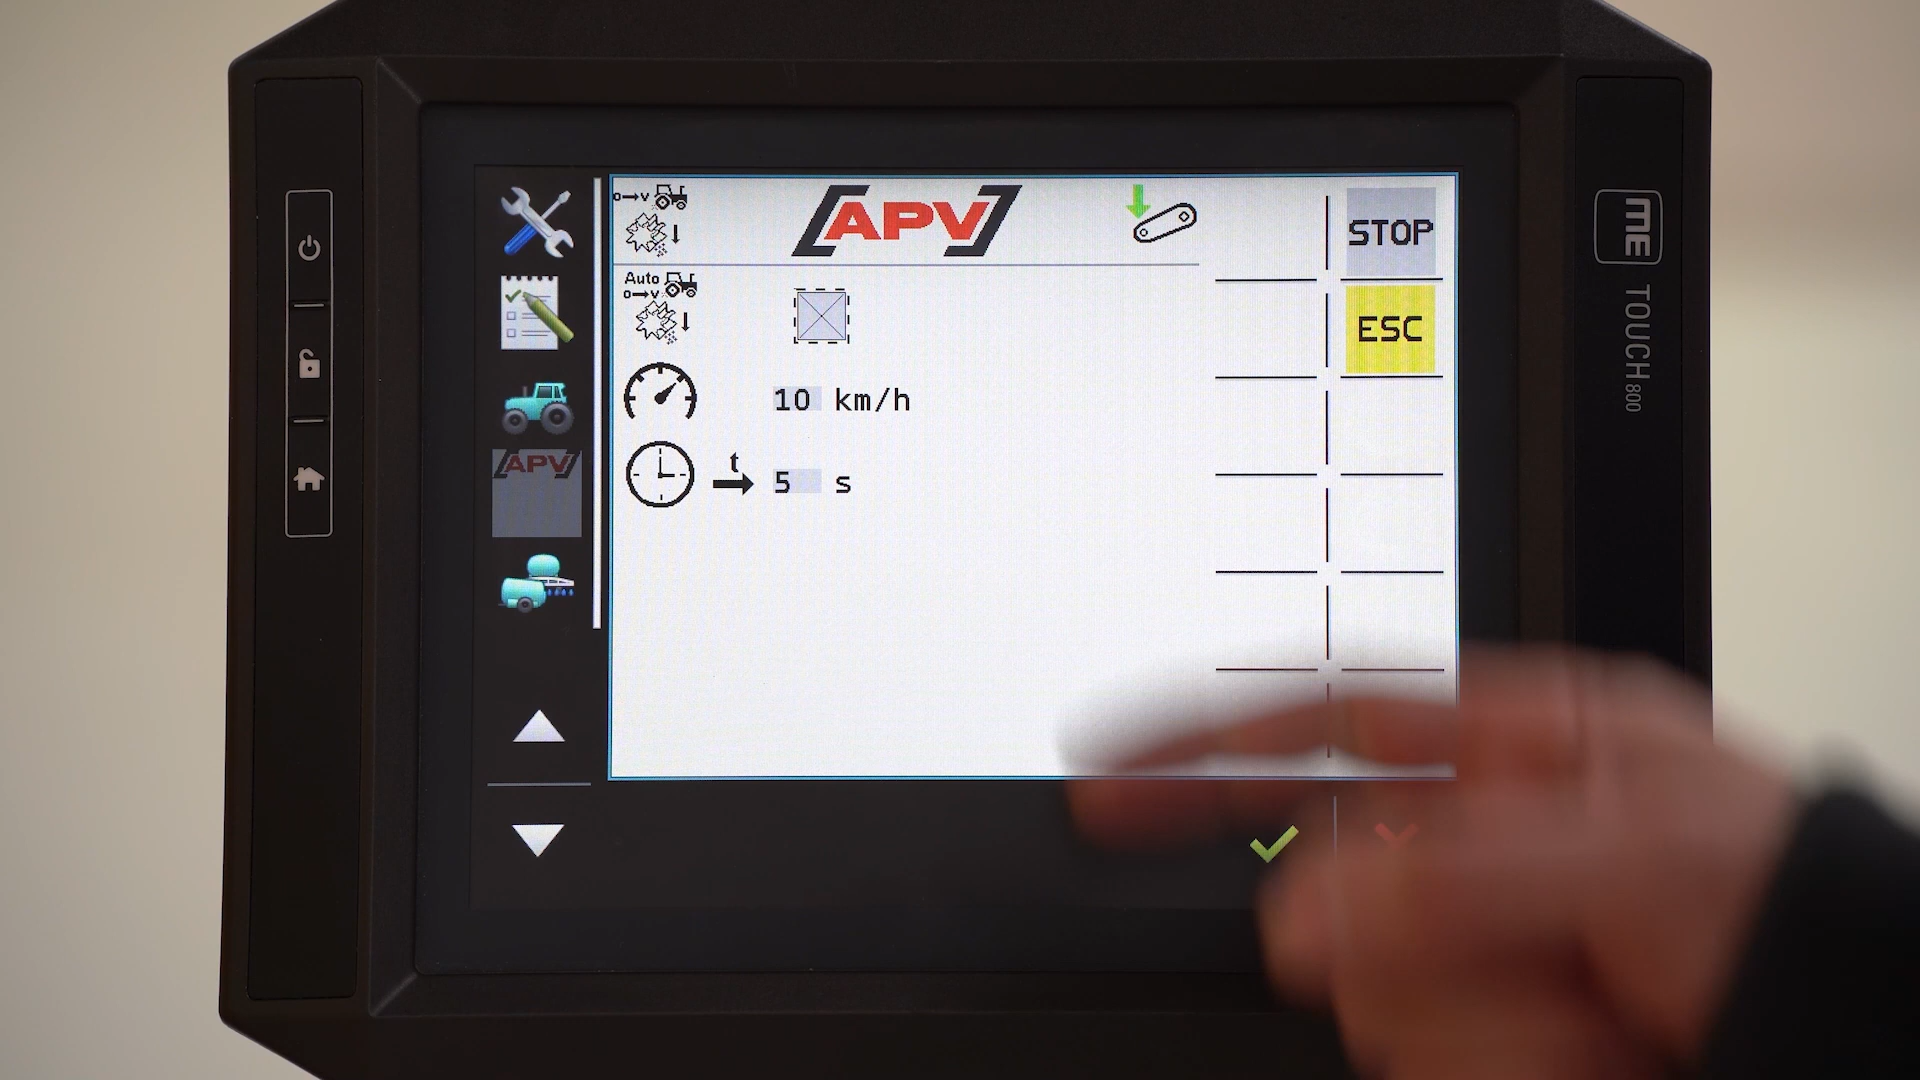 o→v
APV
STOP
Auto
o→v
ESC
10 km/h
t
5 s
APV
ME
TOUCH 800